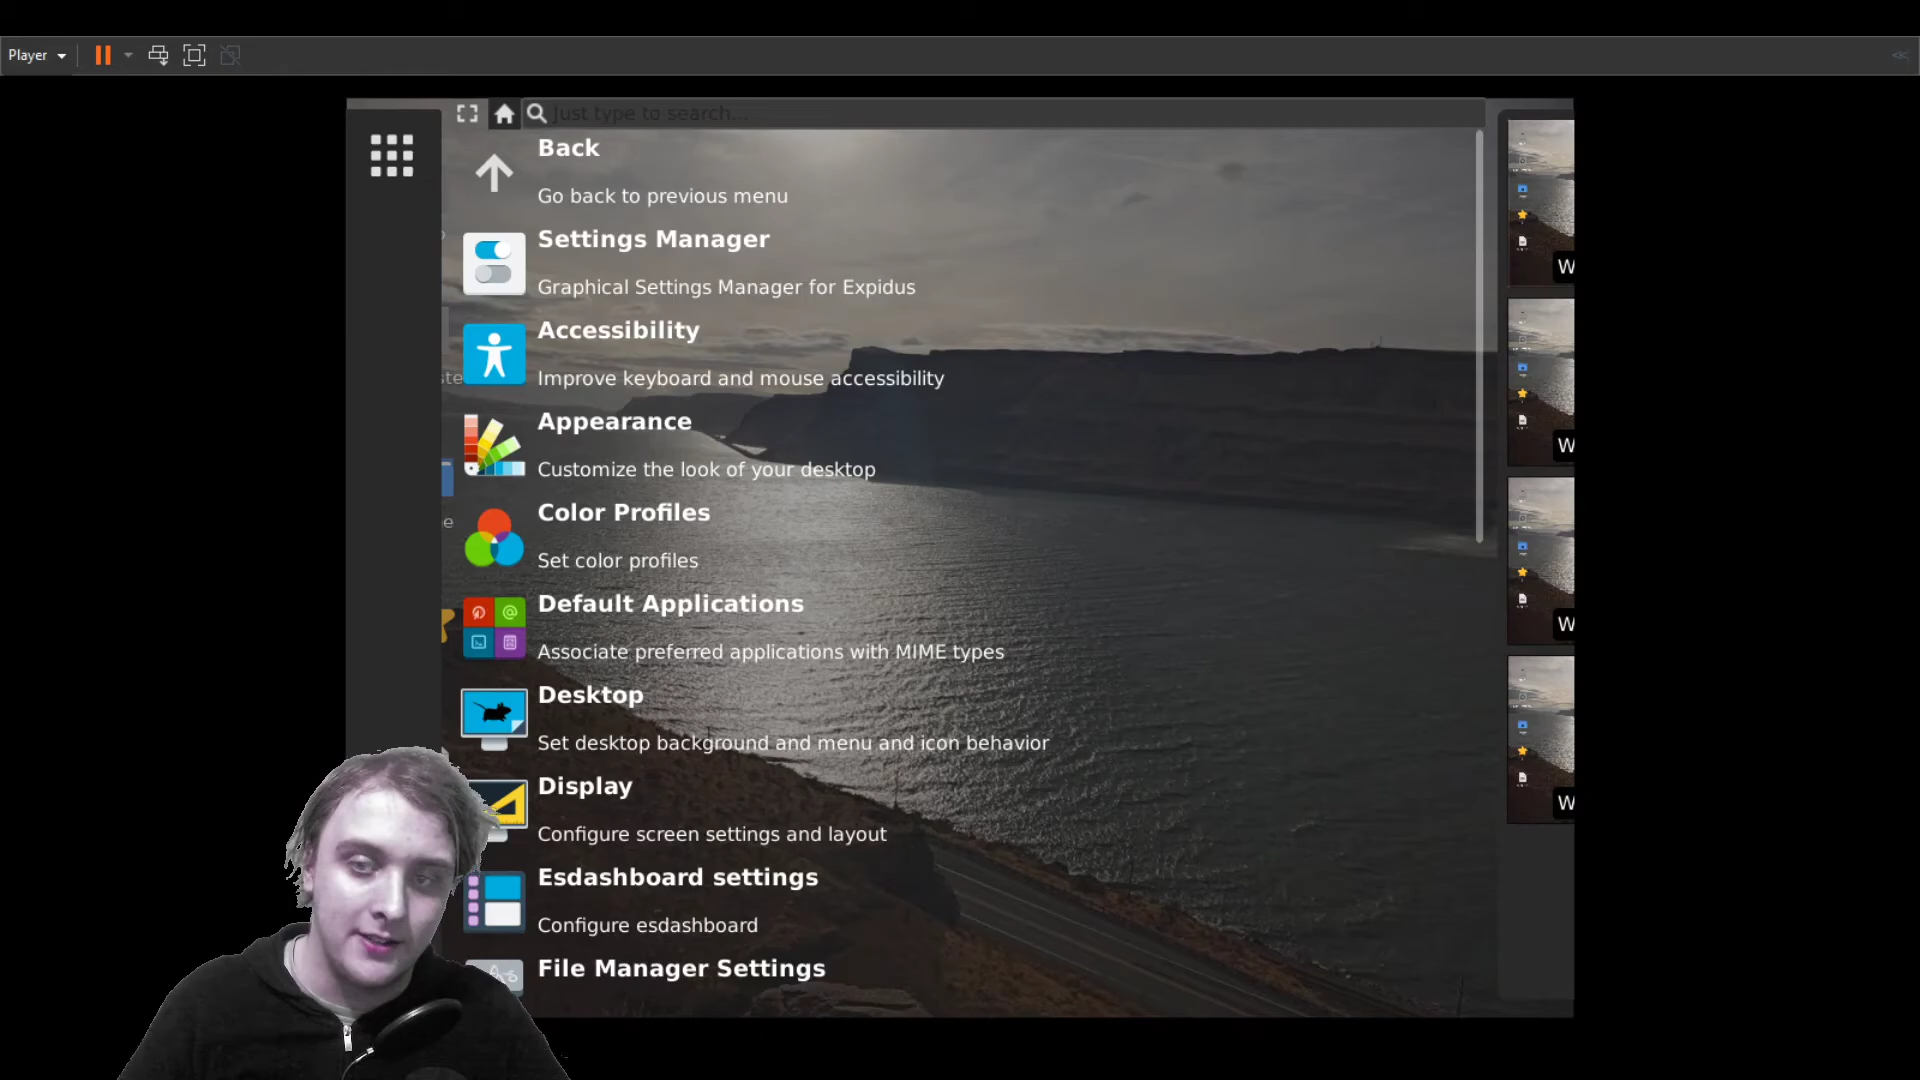 Player
Just type to search...
Back
Go back to previous menu
Settings Manager
Graphical Settings Manager for Expidus
Accessibility
Improve keyboard and mouse accessibility
Appearance
Customize the look of your desktop
Color Profiles
Set color profiles
Default Applications
Associate preferred applications with MIME types
Desktop
Set desktop background and menu and icon behavior
Display
Configure screen settings and layout
Esdashboard settings
Configure esdashboard
File Manager Settings
W
W
W
W